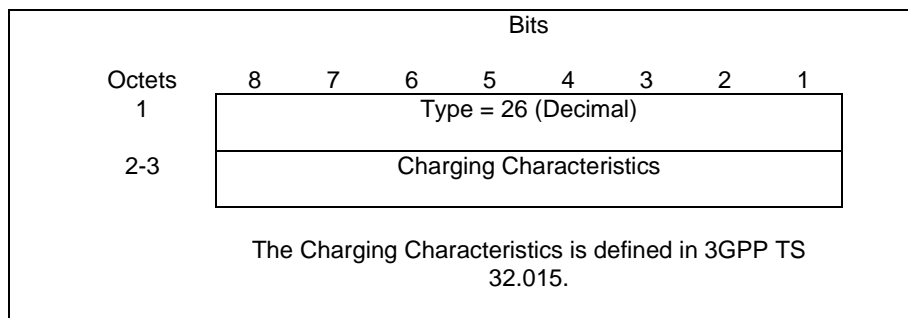 Bits
Octets 8 7 6 5 4 3 2 1
1 Type = 26 (Decimal)
2-3 Charging Characteristics
The Charging Characteristics is defined in 3GPP TS
32.015.